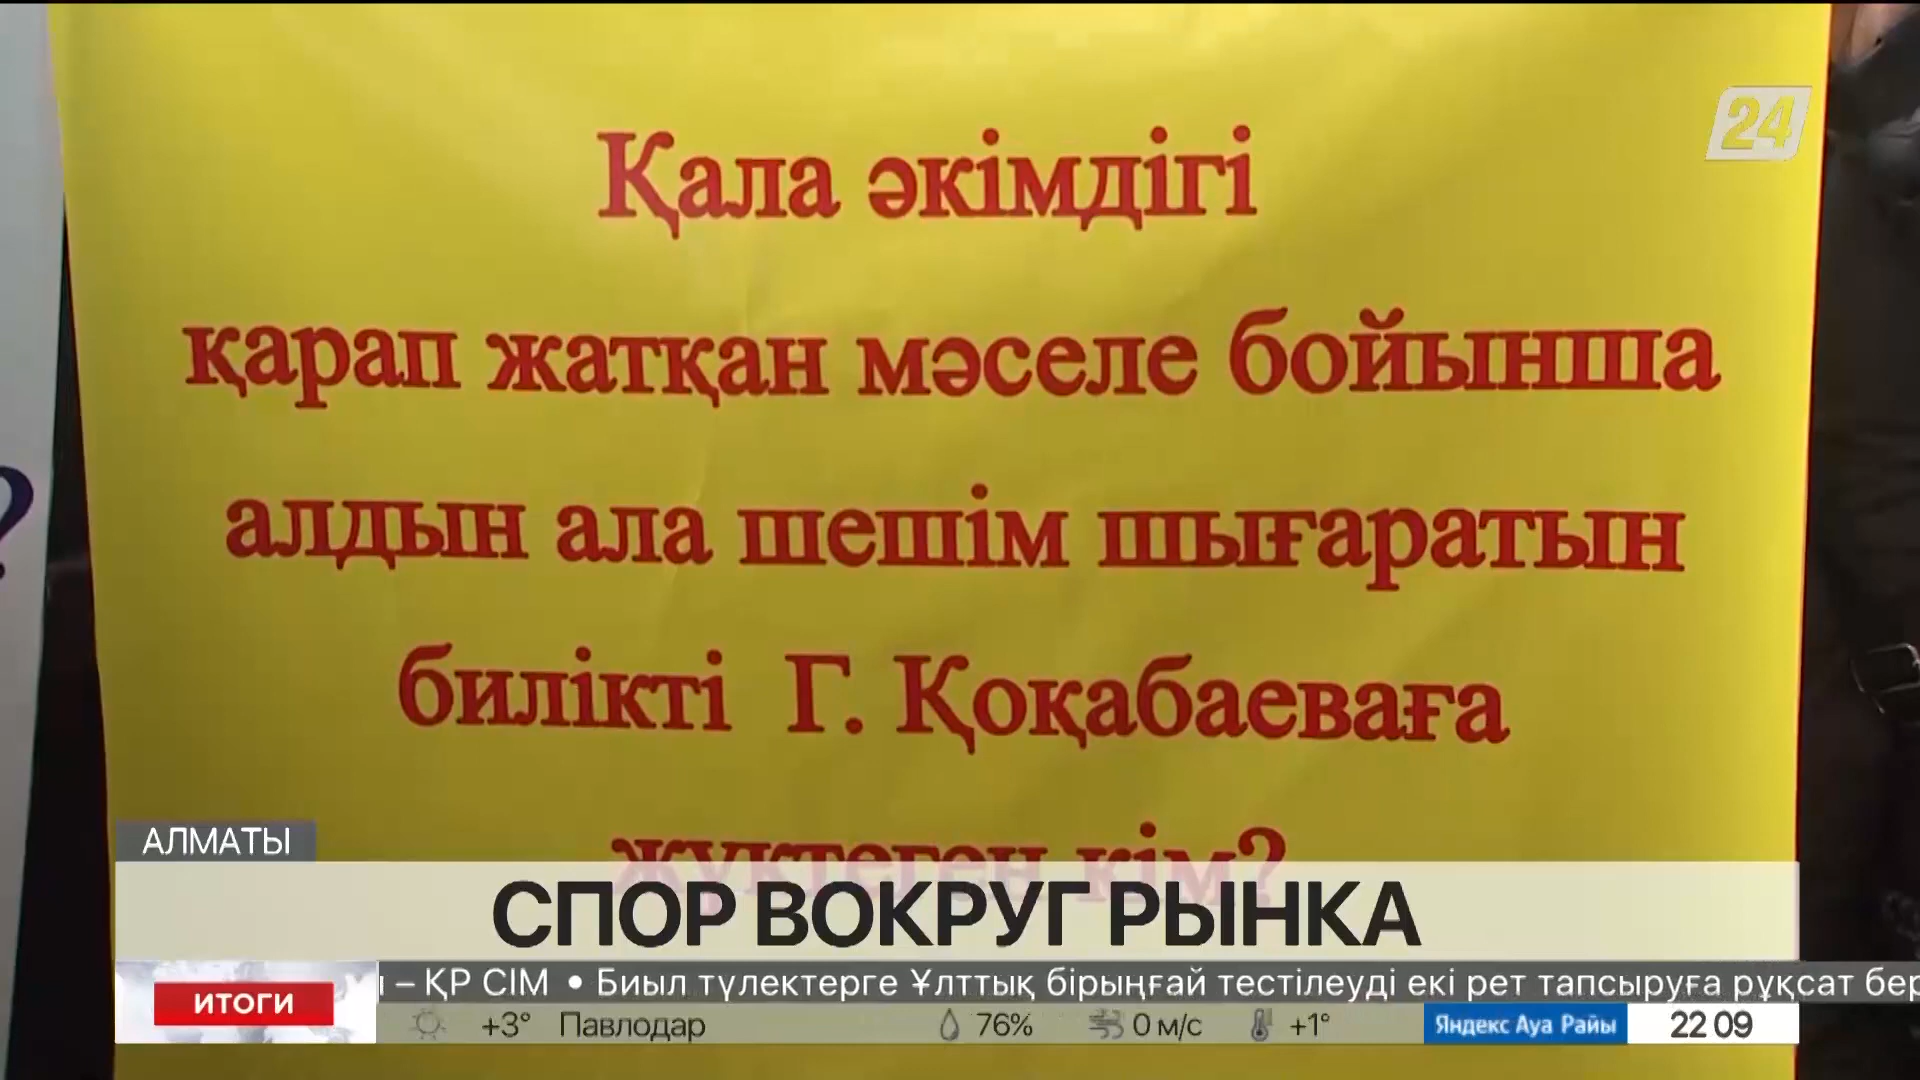 24
Қала әкімдігі
қарап жатқан мәселе бойынша
алдын ала шешім шығаратын
билікті Г. Қоқабаеваға
жүктеген кім?
?
АЛМАТЫ
СПОР ВОКРУГ РЫНКА
– ҚР СІМ • Биыл түлектерге Ұлттық бірыңғай тестілеуді екі рет тапсыруға рұқсат бер
ИТОГИ
+3° Павлодар 76% 0 м/с +1° Яндекс Ауа Райы 22 09